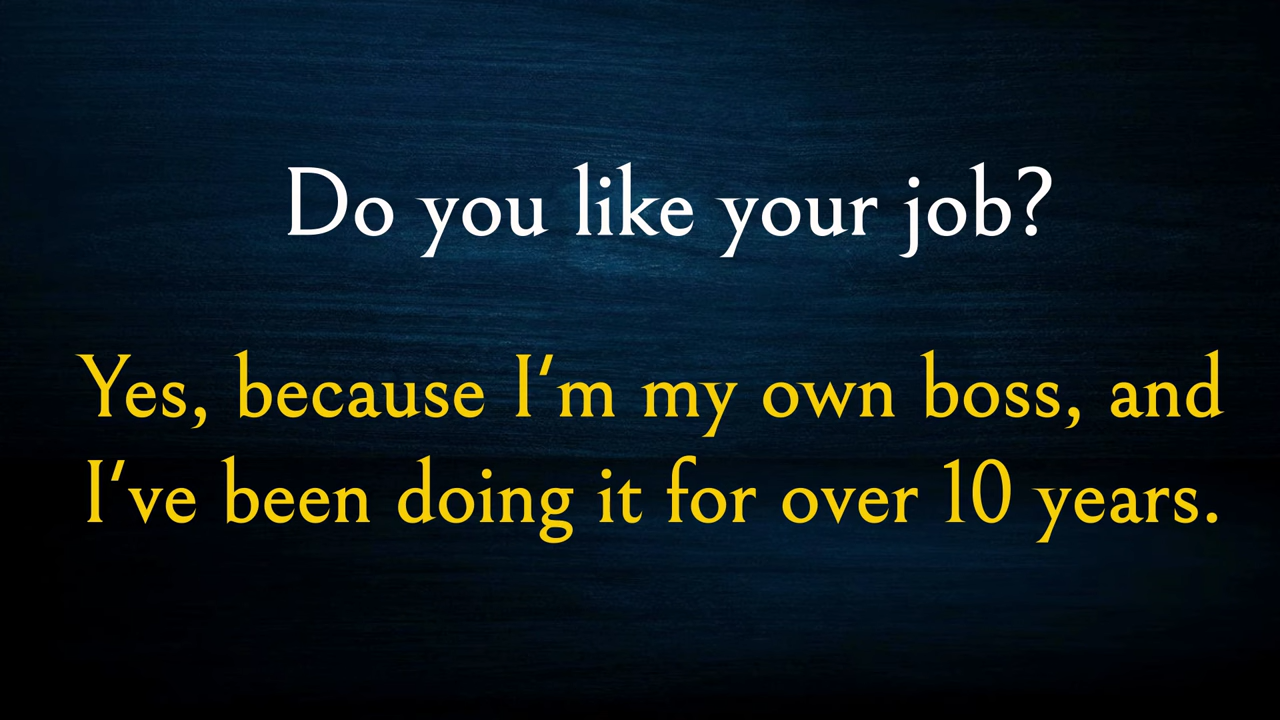 Do you like your job?
Yes, because I'm my own boss, and
I've been doing it for over 10 years.